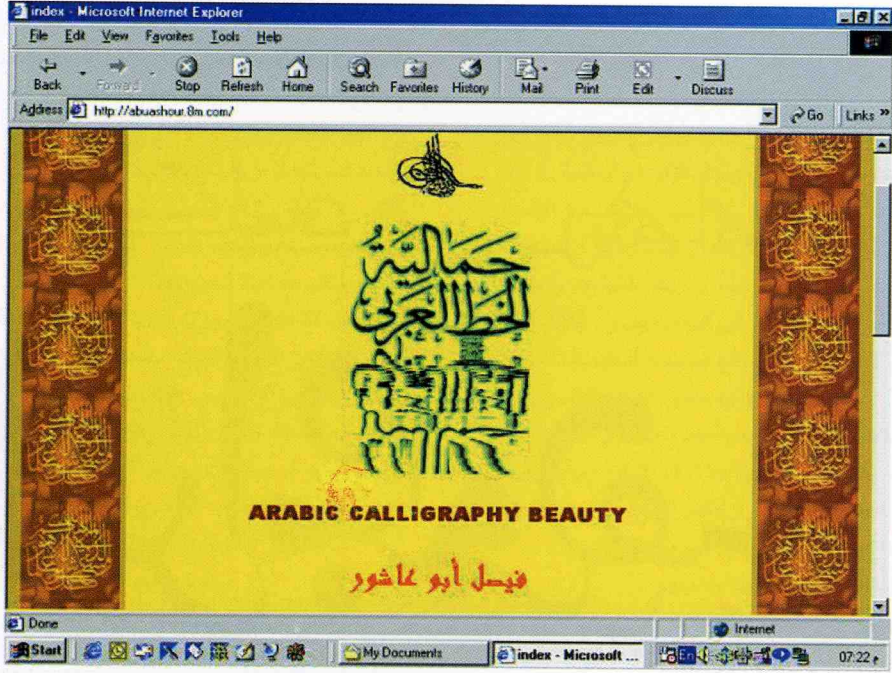 index - Microsoft Internet Explorer
File Edit View Favorites Tools Help
Back Forward Stop Refresh Home Search Favorites History Mail Print Edit Discuss
Address http://abuashour.8m.com/ Go Links »
جمالية
الخط العربي
ARABIC CALLIGRAPHY BEAUTY
فيصل أبو عاشور
Done Internet
Start My Documents index - Microsoft ... En 07:22 م